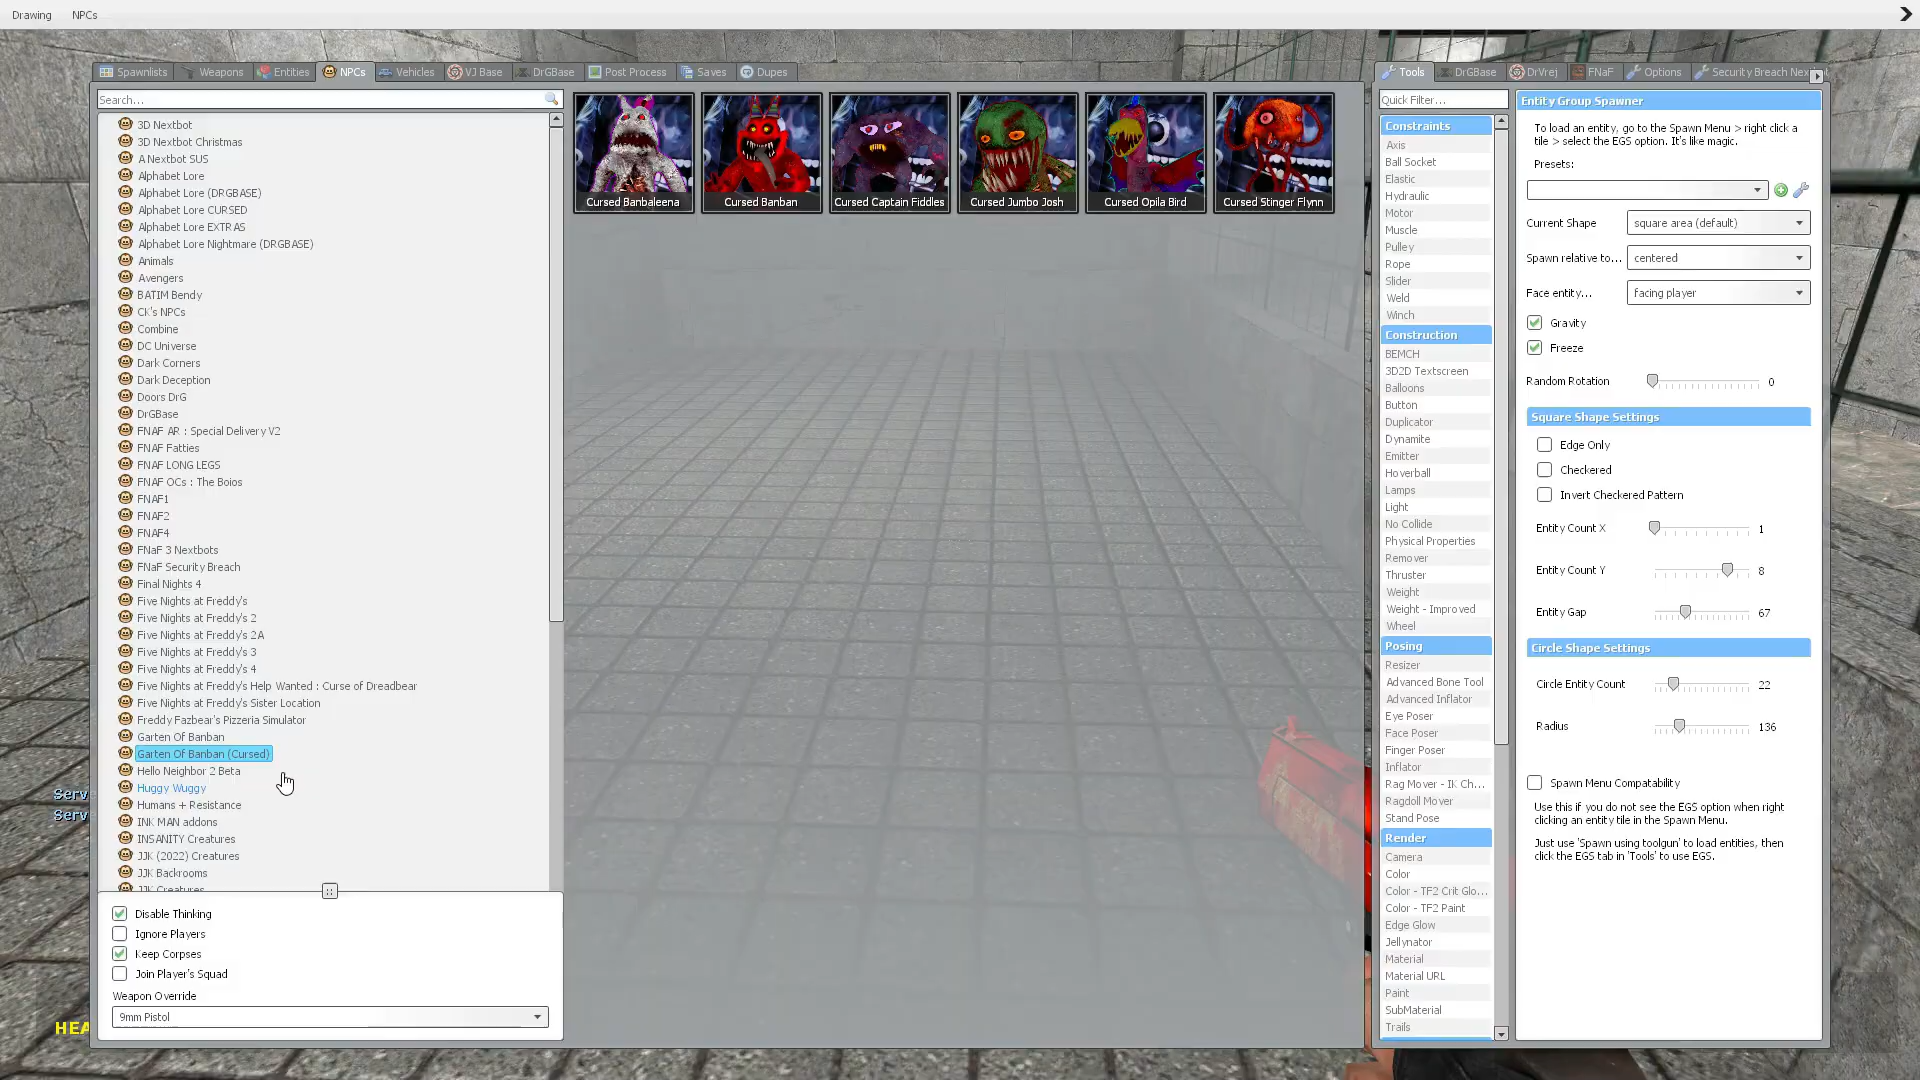 Drawing NPCs
Spawnlists Weapons Entities NPCs Vehicles VJ Base DrGBase Post Process Saves Dupes
Search...
3D Nextbot
3D Nextbot Christmas
A Nextbot SUS
Alphabet Lore
Alphabet Lore (DRGBASE)
Alphabet Lore CURSED
Alphabet Lore EXTRAS
Alphabet Lore Nightmare (DRGBASE)
Animals
Avengers
BATIM Bendy
CK's NPCs
Combine
DC Universe
Dark Corners
Dark Deception
Doors DrG
DrGBase
FNAF AR : Special Delivery V2
FNAF Fatties
FNAF LONG LEGS
FNAF OCs : The Boios
FNAF1
FNAF2
FNAF4
FNaF 3 Nextbots
FNaF Security Breach
Final Nights 4
Five Nights at Freddy's
Five Nights at Freddy's 2
Five Nights at Freddy's 2A
Five Nights at Freddy's 3
Five Nights at Freddy's 4
Five Nights at Freddy's Help Wanted : Curse of Dreadbear
Five Nights at Freddy's Sister Location
Freddy Fazbear's Pizzeria Simulator
Garten Of Banban
Garten Of Banban (Cursed)
Hello Neighbor 2 Beta
Huggy Wuggy
Humans + Resistance
INK MAN addons
INSANITY Creatures
JJK (2022) Creatures
JJK Backrooms
JJK Creatures
Disable Thinking
Ignore Players
Keep Corpses
Join Player's Squad
Weapon Override
9mm Pistol
Serv
Serv
HEA
Cursed Banbaleena Cursed Banban Cursed Captain Fiddles Cursed Jumbo Josh Cursed Opila Bird Cursed Stinger Flynn
Tools DrGBase DrVrej FNaF Options Security Breach Nex
Quick Filter...
Constraints
Axis
Ball Socket
Elastic
Hydraulic
Motor
Muscle
Pulley
Rope
Slider
Weld
Winch
Construction
BEMCH
3D2D Textscreen
Balloons
Button
Duplicator
Dynamite
Emitter
Hoverball
Lamps
Light
No Collide
Physical Properties
Remover
Thruster
Weight
Weight - Improved
Wheel
Posing
Resizer
Advanced Bone Tool
Advanced Inflator
Eye Poser
Face Poser
Finger Poser
Inflator
Rag Mover - IK Ch...
Ragdoll Mover
Stand Pose
Render
Camera
Color
Color - TF2 Crit Glo...
Color - TF2 Paint
Edge Glow
Jellynator
Material
Material URL
Paint
SubMaterial
Trails
Entity Group Spawner
To load an entity, go to the Spawn Menu > right click a
tile > select the EGS option. It's like magic.
Presets:
Current Shape square area (default)
Spawn relative to... centered
Face entity... facing player
Gravity
Freeze
Random Rotation 0
Square Shape Settings
Edge Only
Checkered
Invert Checkered Pattern
Entity Count X 1
Entity Count Y 8
Entity Gap 67
Circle Shape Settings
Circle Entity Count 22
Radius 136
Spawn Menu Compatability
Use this if you do not see the EGS option when right
clicking an entity tile in the Spawn Menu.
Just use 'Spawn using toolgun' to load entities, then
click the EGS tab in 'Tools' to use EGS.